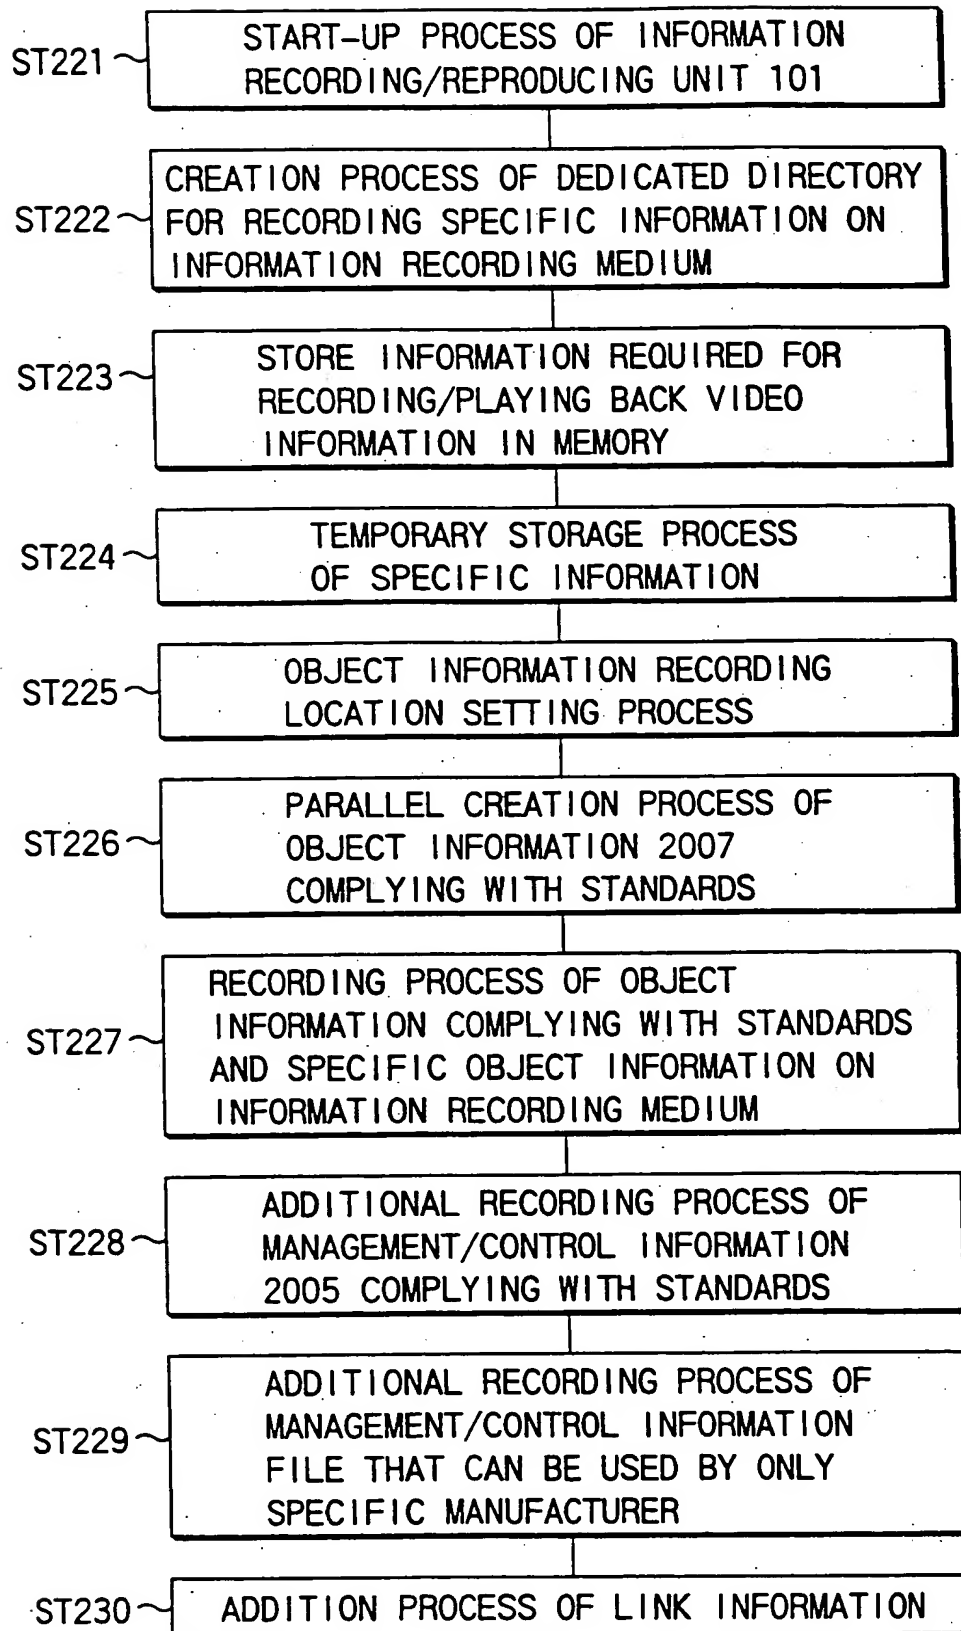 ST221
START-UP PROCESS OF INFORMATION
RECORDING/REPRODUCING UNIT 101
ST222
CREATION PROCESS OF DEDICATED DIRECTORY
FOR RECORDING SPECIFIC INFORMATION ON
INFORMATION RECORDING MEDIUM
ST223
STORE INFORMATION REQUIRED FOR
RECORDING/PLAYING BACK VIDEO
INFORMATION IN MEMORY
ST224
TEMPORARY STORAGE PROCESS
OF SPECIFIC INFORMATION
ST225
OBJECT INFORMATION RECORDING
LOCATION SETTING PROCESS
ST226
PARALLEL CREATION PROCESS OF
OBJECT INFORMATION 2007
COMPLYING WITH STANDARDS
ST227
RECORDING PROCESS OF OBJECT
INFORMATION COMPLYING WITH STANDARDS
AND SPECIFIC OBJECT INFORMATION ON
INFORMATION RECORDING MEDIUM
ST228
ADDITIONAL RECORDING PROCESS OF
MANAGEMENT/CONTROL INFORMATION
2005 COMPLYING WITH STANDARDS
ST229
ADDITIONAL RECORDING PROCESS OF
MANAGEMENT/CONTROL INFORMATION
FILE THAT CAN BE USED BY ONLY
SPECIFIC MANUFACTURER
ST230
ADDITION PROCESS OF LINK INFORMATION